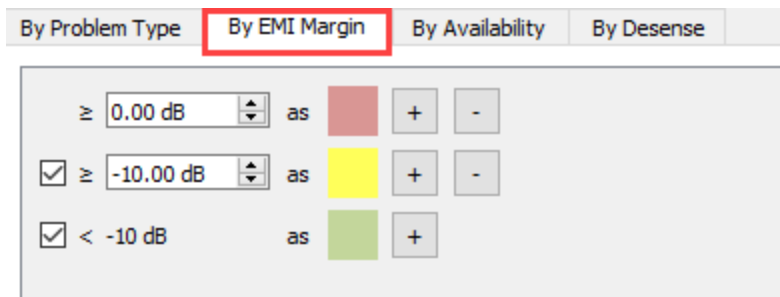 By Problem Type By EMI Margin By Availability By Desense
≥ 0.00 dB as + -
≥ -10.00 dB as + -
< -10 dB as +